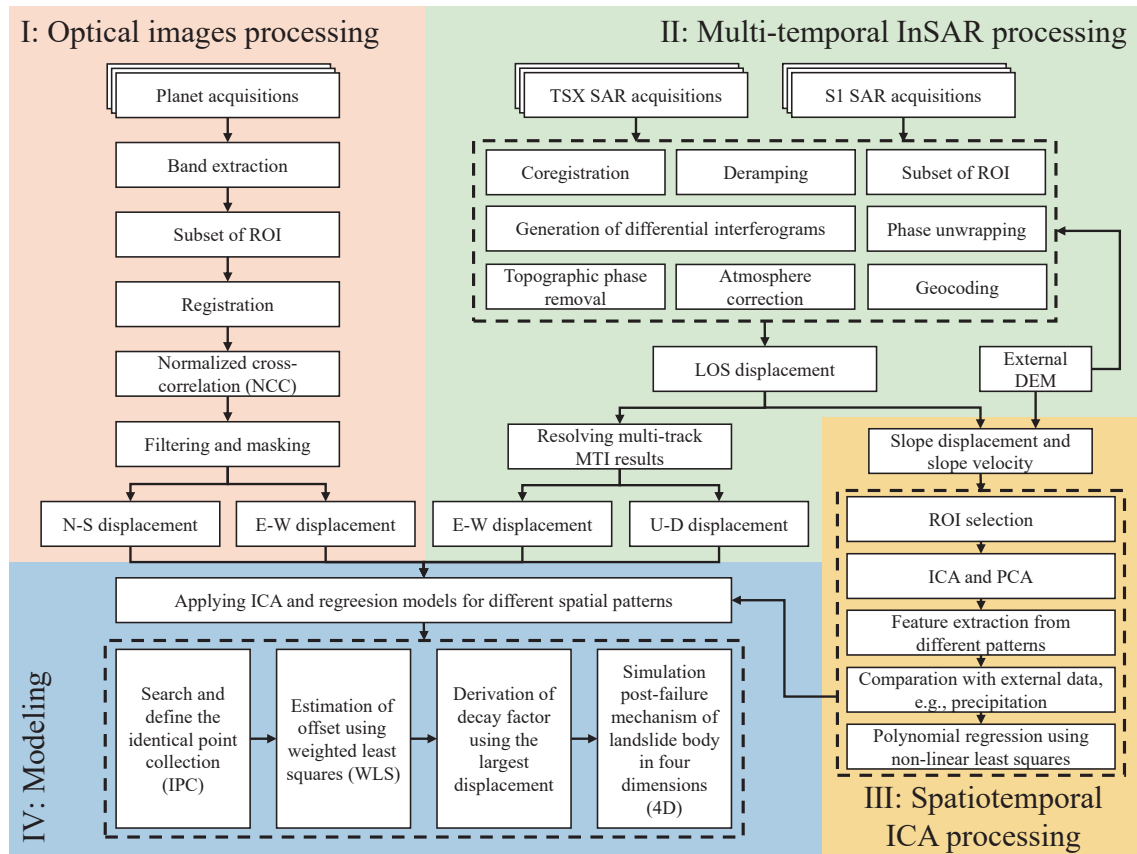 I: Optical images processing
Planet acquisitions
Band extraction
Subset of ROI
Registration
Normalized cross-
correlation (NCC)
Filtering and masking
N-S displacement
E-W displacement
II: Multi-temporal InSAR processing
TSX SAR acquisitions
S1 SAR acquisitions
Coregistration
Deramping
Subset of ROI
Generation of differential interferograms
Phase unwrapping
Topographic phase
removal
Atmosphere
correction
Geocoding
LOS displacement
External
DEM
Resolving multi-track
MTI results
E-W displacement
U-D displacement
Slope displacement and
slope velocity
ROI selection
ICA and PCA
Feature extraction from
different patterns
Comparation with external data,
e.g., precipitation
Polynomial regression using
non-linear least squares
III: Spatiotemporal
ICA processing
IV: Modeling
Applying ICA and regreesion models for different spatial patterns
Search and
define the
identical point
collection
(IPC)
Estimation of
offset using
weighted least
squares (WLS)
Derivation of
decay factor
using the
largest
displacement
Simulation
post-failure
mechanism of
landslide body
in four
dimensions
(4D)